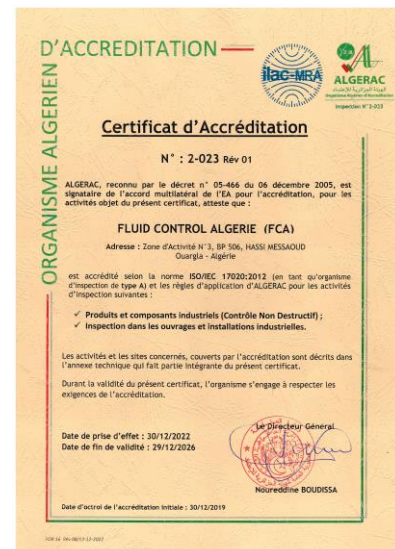 D'ACCREDITATION
ORGANISME ALGERIEN
ilac-MRA
ALGERAC
Inspection N°2-023
Certificat d'Accréditation
N° : 2-023 Rév 01
ALGERAC, reconnu par le décret n° 05-466 du 06 décembre 2005, est
signataire de l'accord multilatéral de l'EA pour l'accréditation, pour les
activités objet du présent certificat, atteste que :
FLUID CONTROL ALGERIE (FCA)
Adresse : Zone d'Activité N°3, BP 506, HASSI MESSAOUD
Ouargla - Algérie
est accrédité selon la norme ISO/IEC 17020:2012 (en tant qu'organisme
d'inspection de type A) et les règles d'application d'ALGERAC pour les activités
d'inspection suivantes :
✓ Produits et composants industriels (Contrôle Non Destructif) ;
✓ Inspection dans les ouvrages et installations industrielles.
Les activités et les sites concernés, couverts par l'accréditation sont décrits dans
l'annexe technique qui fait partie intégrante du présent certificat.
Durant la validité du présent certificat, l'organisme s'engage à respecter les
exigences de l'accréditation.
Le Directeur Général
Date de prise d'effet : 30/12/2022
Date de fin de validité : 29/12/2026
Noureddine BOUDISSA
Date d'octroi de l'accréditation initiale : 30/12/2019